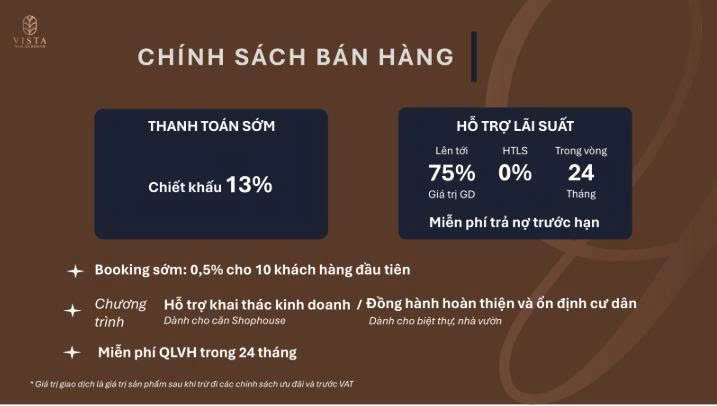 VISTA
CHÍNH SÁCH BÁN HÀNG
THANH TOÁN SỚM
Chiết khấu 13%
HỖ TRỢ LÃI SUẤT
Lên tới HTLS Trong vòng
75% 0% 24
Giá trị GD Tháng
Miễn phí trả nợ trước hạn
Booking sớm: 0,5% cho 10 khách hàng đầu tiên
Chương trình
Hỗ trợ khai thác kinh doanh / Đồng hành hoàn thiện và ổn định cư dân
Dành cho căn Shophouse Dành cho biệt thự, nhà vườn
Miễn phí QLVH trong 24 tháng
* Giá trị giao dịch là giá trị sản phẩm sau khi trừ đi các chính sách ưu đãi và trước VAT